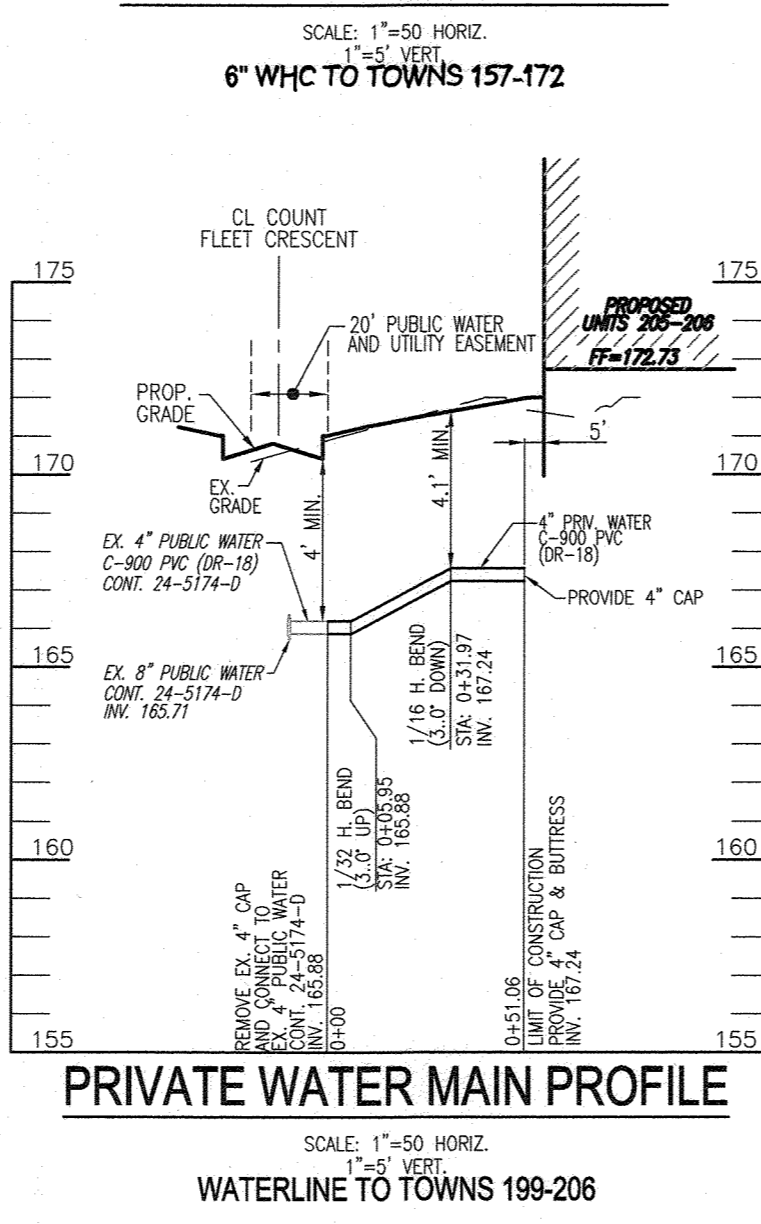 SCALE: 1"=50 HORIZ.
1"=5' VERT.
6" WHC TO TOWNS 157-172
CL COUNT
FLEET CRESCENT
175
175
PROPOSED
UNITS 205-206
FF=172.73
20' PUBLIC WATER
AND UTILITY EASEMENT
PROP.
GRADE
5'
170
170
EX.
GRADE
4' MIN.
4.1' MIN.
4" PRIV. WATER
C-900 PVC
(DR-18)
EX. 4" PUBLIC WATER
C-900 PVC (DR-18)
CONT. 24-5174-D
PROVIDE 4" CAP
165
165
EX. 8" PUBLIC WATER
CONT. 24-5174-D
INV. 165.71
1/16 H. BEND
(3..0° DOWN)
STA: 0+31.97
INV. 167.24
1/32 H. BEND
(3..0° UP)
STA: 0+05.95
INV. 165.88
160
160
REMOVE EX. 4" CAP
AND CONNECT TO
EX. 4" PUBLIC WATER
CONT. 24-5174-D
INV. 165.88
0+00
0+51.06
LIMIT OF CONSTRUCTION
PROVIDE 4" CAP & BUTTRESS
INV. 167.24
155
155
PRIVATE WATER MAIN PROFILE
SCALE: 1"=50 HORIZ.
1"=5' VERT.
WATERLINE TO TOWNS 199-206